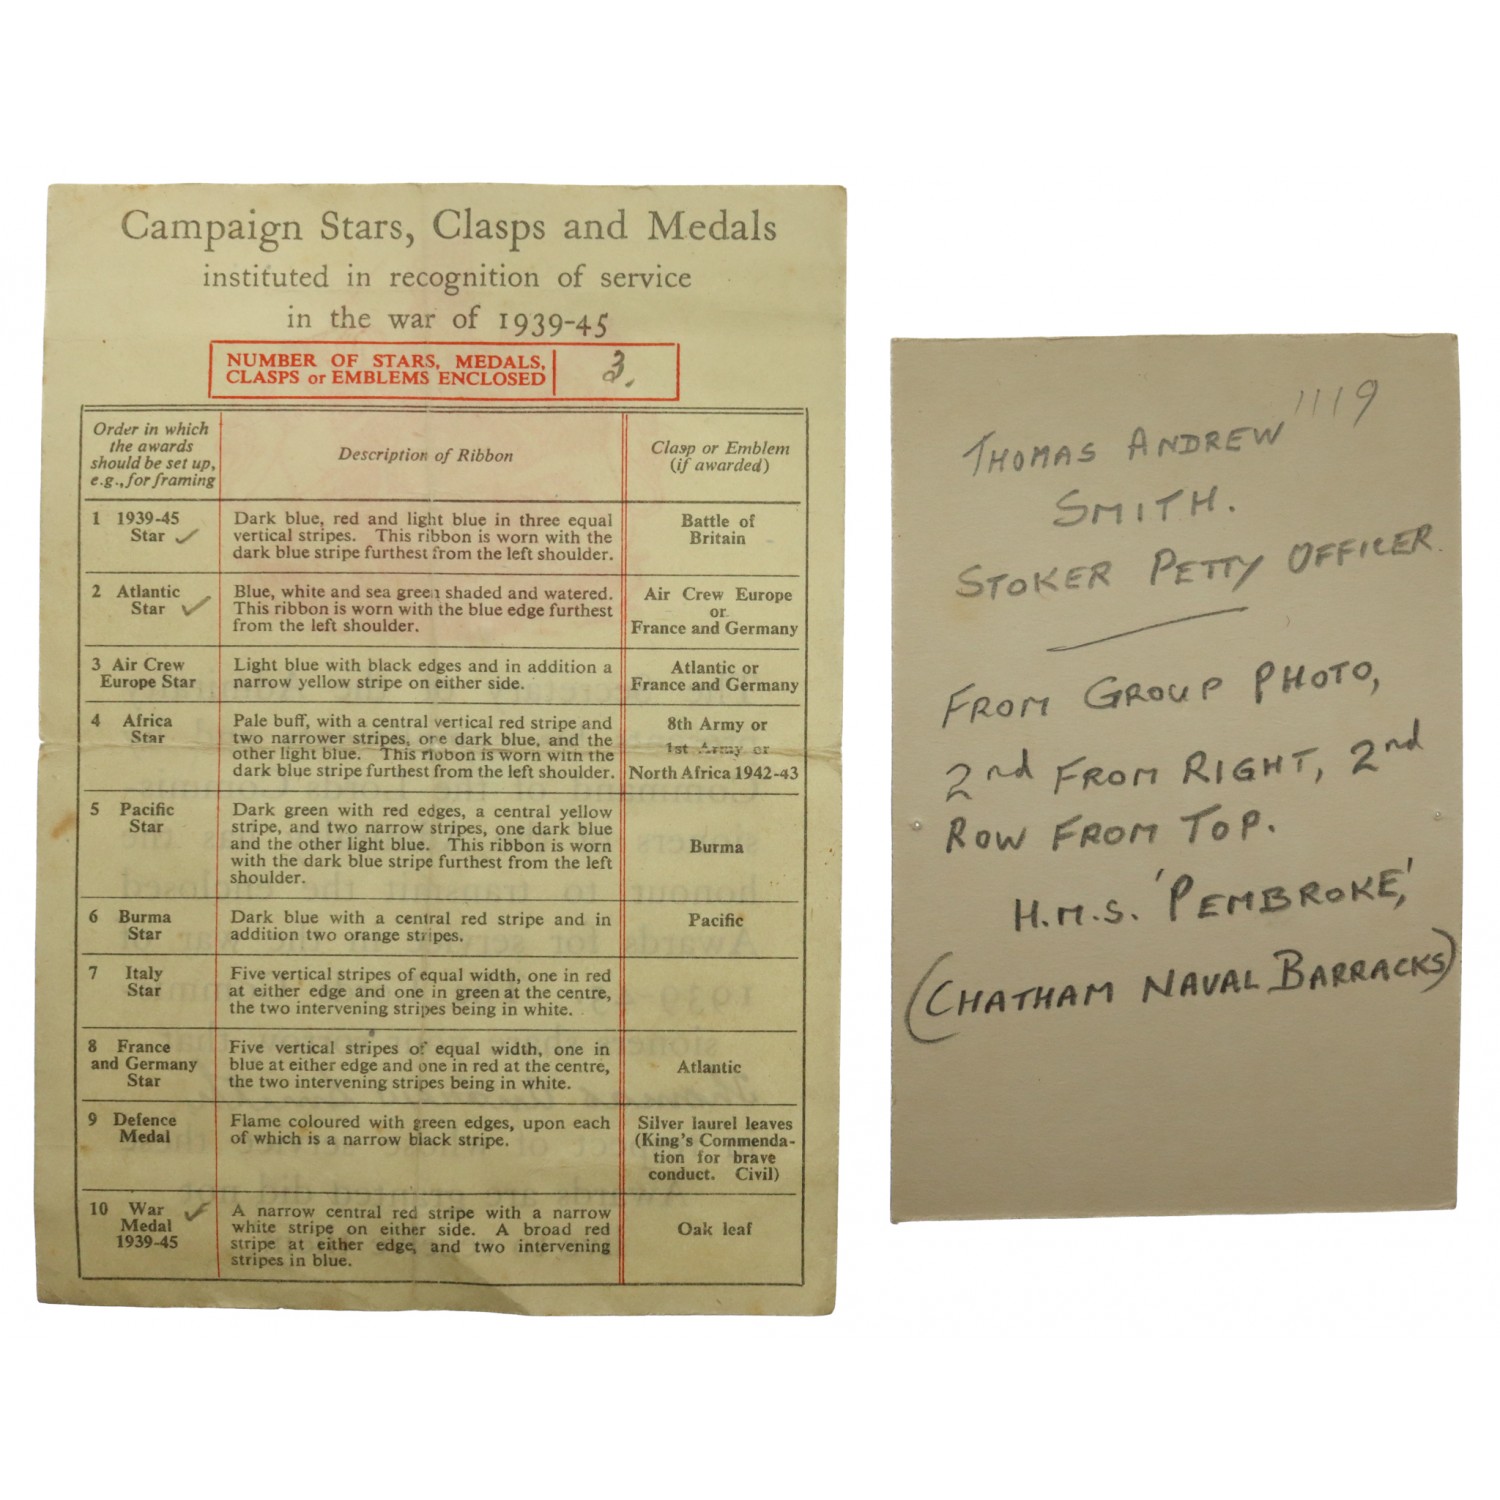 Campaign Stars, Clasps and Medals
instituted in recognition of service
in the war of 1939-45
NUMBER OF STARS, MEDALS,
CLASPS or EMBLEMS ENCLOSED
3.
Order in which
the awards
should be set up,
e.g., for framing
Description of Ribbon
Clasp or Emblem
(if awarded)
1 1939-45
Star ✓
Dark blue, red and light blue in three equal
vertical stripes. This ribbon is worn with the
dark blue stripe furthest from the left shoulder.
Battle of
Britain
2 Atlantic
Star ✓
Blue, white and sea green shaded and watered.
This ribbon is worn with the blue edge furthest
from the left shoulder.
Air Crew Europe
or
France and Germany
3 Air Crew
Europe Star
Light blue with black edges and in addition a
narrow yellow stripe on either side.
Atlantic or
France and Germany
4 Africa
Star
Pale buff, with a central vertical red stripe and
two narrower stripes, one dark blue, and the
other light blue. This ribbon is worn with the
dark blue stripe furthest from the left shoulder.
8th Army or
1st Army or
North Africa 1942-43
5 Pacific
Star
Dark green with red edges, a central yellow
stripe, and two narrow stripes, one dark blue
and the other light blue. This ribbon is worn
with the dark blue stripe furthest from the left
shoulder.
Burma
6 Burma
Star
Dark blue with a central red stripe and in
addition two orange stripes.
Pacific
7 Italy
Star
Five vertical stripes of equal width, one in red
at either edge and one in green at the centre,
the two intervening stripes being in white.
8 France
and Germany
Star
Five vertical stripes of equal width, one in
blue at either edge and one in red at the centre,
the two intervening stripes being in white.
Atlantic
9 Defence
Medal
Flame coloured with green edges, upon each
of which is a narrow black stripe.
Silver laurel leaves
(King's Commenda-
tion for brave
conduct. Civil)
10 War ✓
Medal
1939-45
A narrow central red stripe with a narrow
white stripe on either side. A broad red
stripe at either edge, and two intervening
stripes in blue.
Oak leaf
1119
THOMAS ANDREW
SMITH.
STOKER PETTY OFFICER.
FROM GROUP PHOTO,
2nd FROM RIGHT, 2nd
ROW FROM TOP.
H.M.S. 'PEMBROKE,'
(CHATHAM NAVAL BARRACKS)